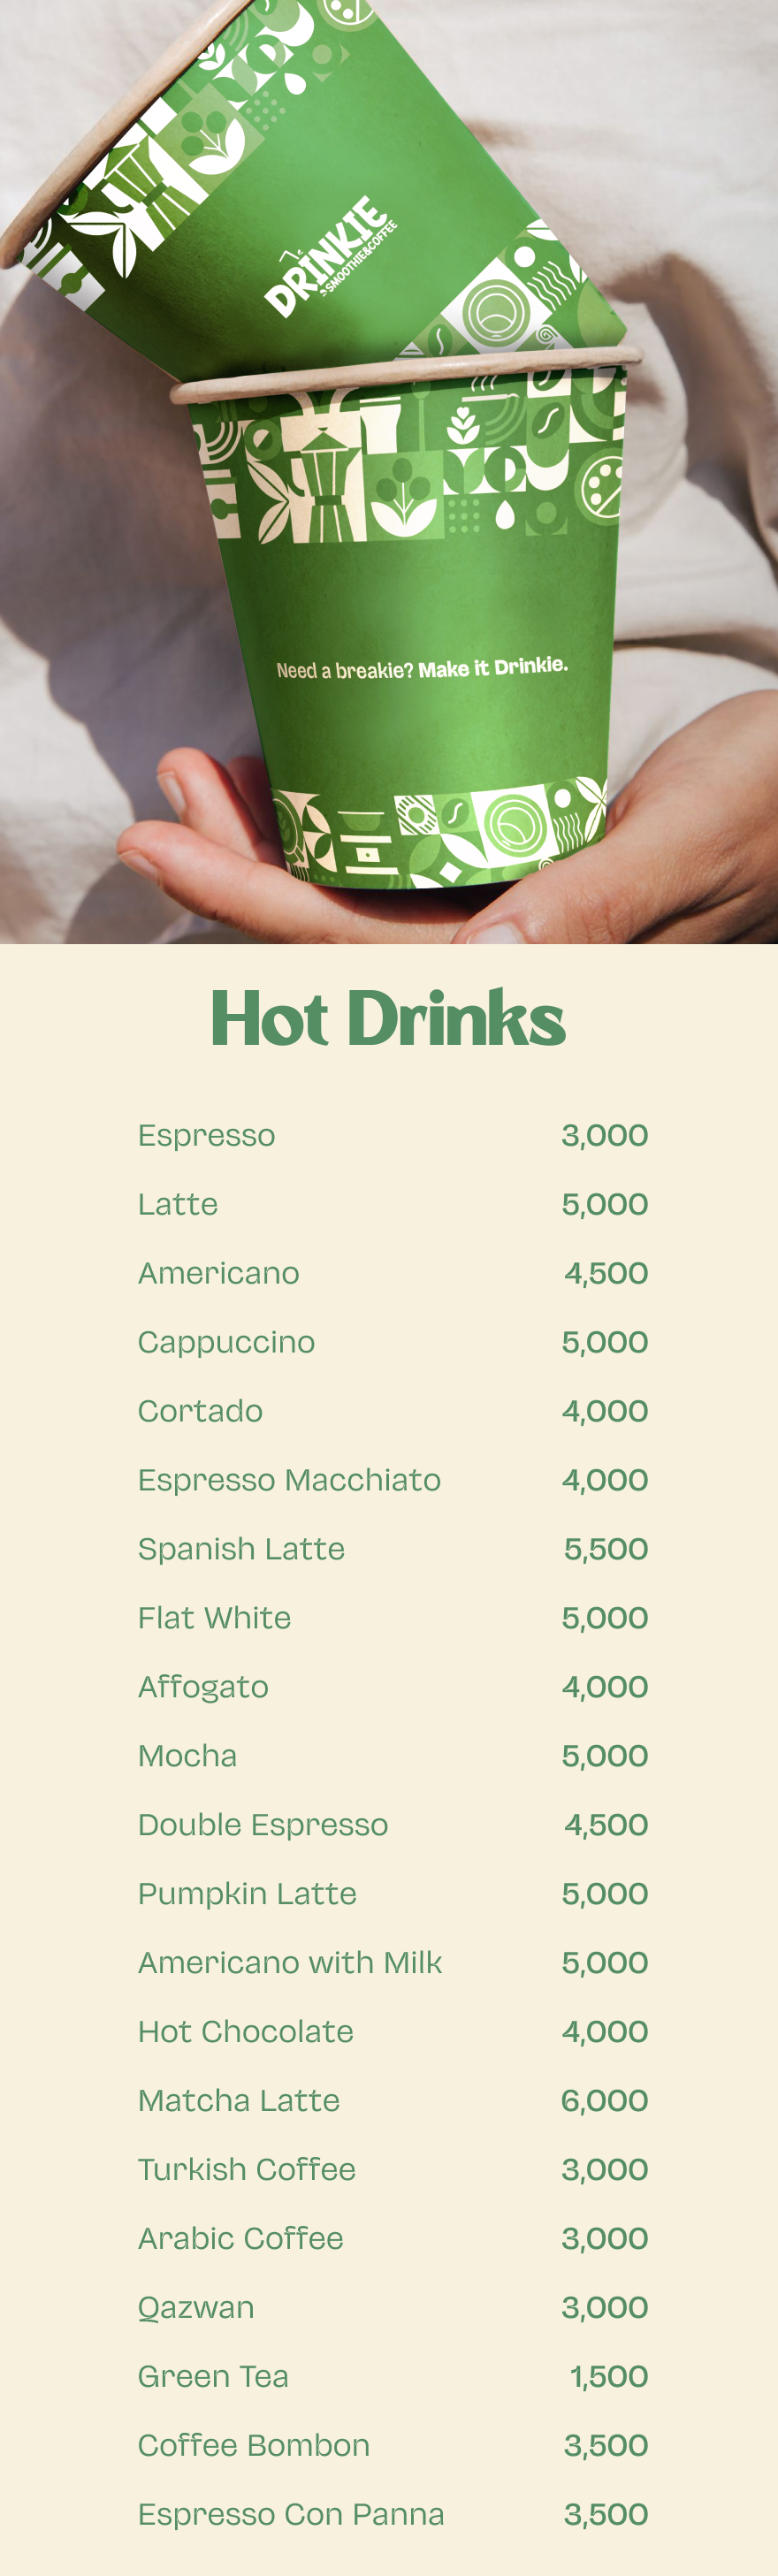 DRINKIE
SMOOTHIE&COFFEE
Need a breakie? Make it Drinkie.
Hot Drinks
Espresso 3,000
Latte 5,000
Americano 4,500
Cappuccino 5,000
Cortado 4,000
Espresso Macchiato 4,000
Spanish Latte 5,500
Flat White 5,000
Affogato 4,000
Mocha 5,000
Double Espresso 4,500
Pumpkin Latte 5,000
Americano with Milk 5,000
Hot Chocolate 4,000
Matcha Latte 6,000
Turkish Coffee 3,000
Arabic Coffee 3,000
Qazwan 3,000
Green Tea 1,500
Coffee Bombon 3,500
Espresso Con Panna 3,500